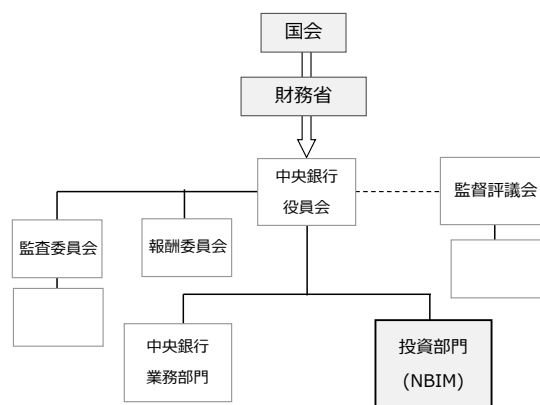 国会
財務省
中央銀行
役員会
監督評議会
監査委員会
報酬委員会
中央銀行
業務部門
投資部門
(NBIM)